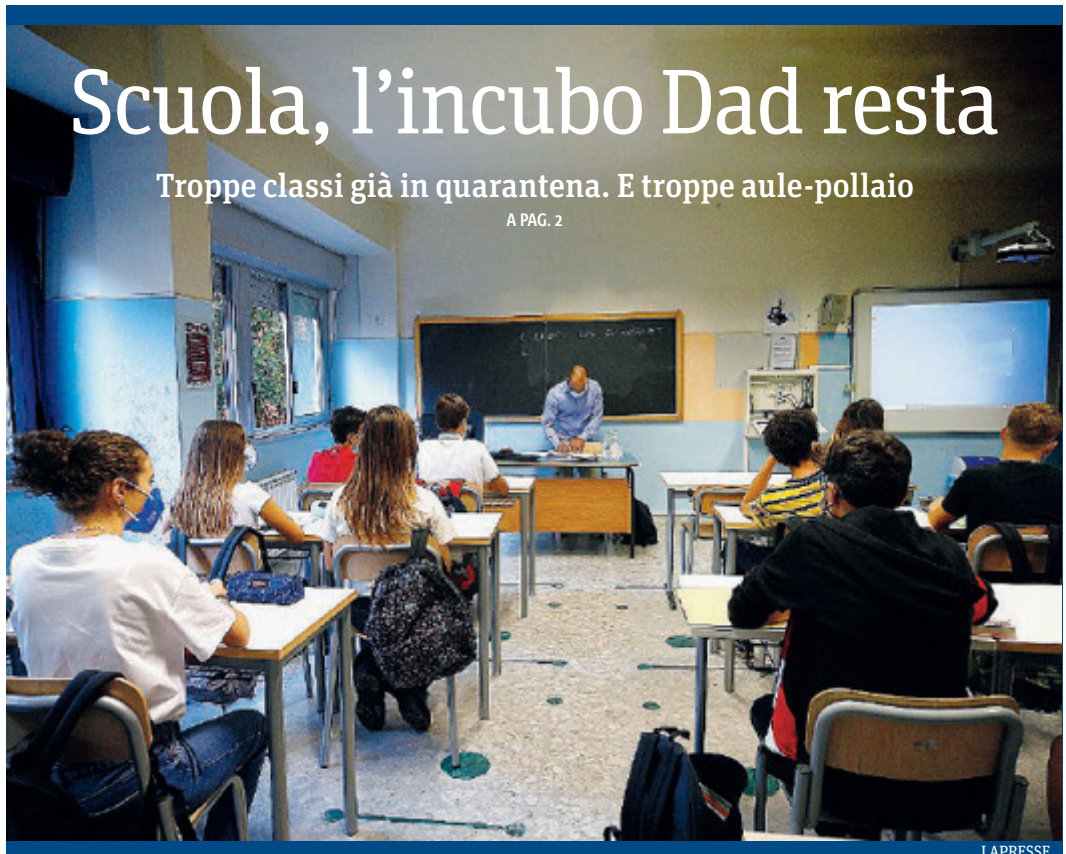 Scuola, l'incubo Dad resta
Troppe classi già in quarantena. E troppe aule-pollaio
A PAG. 2
LAPRESSE